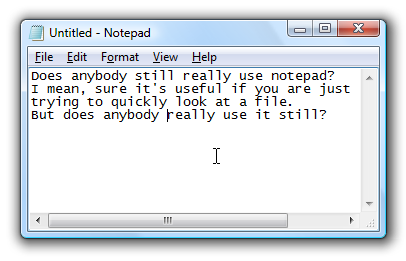 Untitled - Notepad
File Edit Format View Help
Does anybody still really use notepad?
I mean, sure it's useful if you are just
trying to quickly look at a file.
But does anybody really use it still?